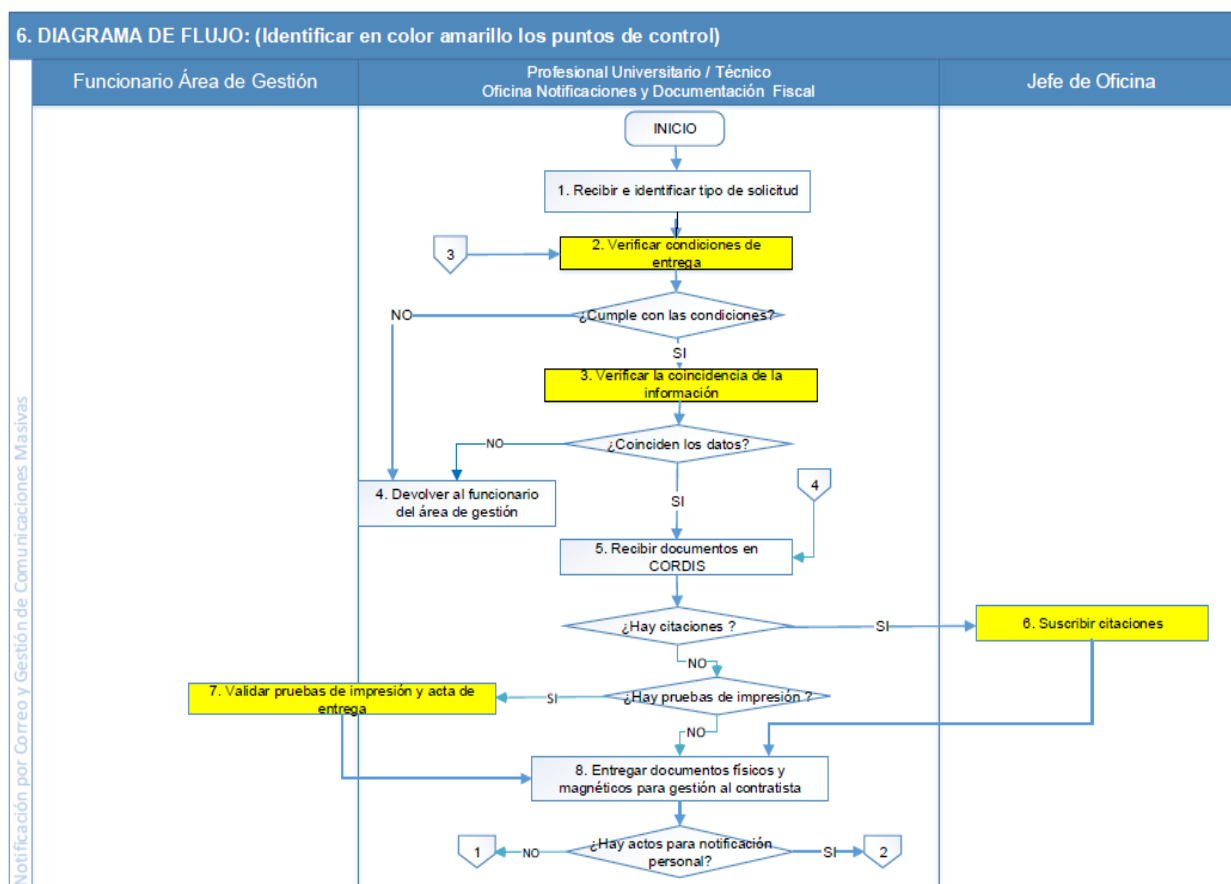 6. DIAGRAMA DE FLUJO: (Identificar en color amarillo los puntos de control)
Funcionario Área de Gestión
Profesional Universitario / Técnico
Oficina Notificaciones y Documentación Fiscal
Jefe de Oficina
Notificación por Correo y Gestión de Comunicaciones Masivas
INICIO
1. Recibir e identificar tipo de solicitud
3
2. Verificar condiciones de
entrega
NO
¿Cumple con las condiciones?
SI
3. Verificar la coincidencia de la
información
NO
¿Coinciden los datos?
4. Devolver al funcionario
del área de gestión
SI
4
5. Recibir documentos en
CORDIS
¿Hay citaciones ?
SI
6. Suscribir citaciones
NO
7. Validar pruebas de impresión y acta de
entrega
SI
¿Hay pruebas de impresión ?
NO
8. Entregar documentos físicos y
magnéticos para gestión al contratista
1
NO
¿Hay actos para notificación
personal?
SI
2